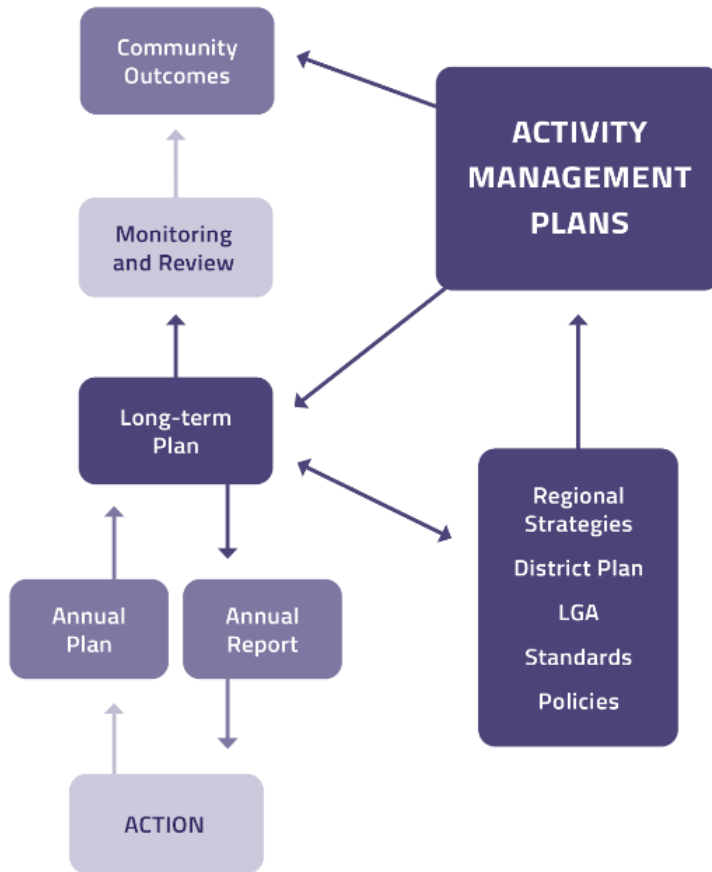 Community
Outcomes
ACTIVITY
MANAGEMENT
PLANS
Monitoring
and Review
Long-term
Plan
Regional
Strategies
District Plan
LGA
Standards
Policies
Annual
Plan
Annual
Report
ACTION